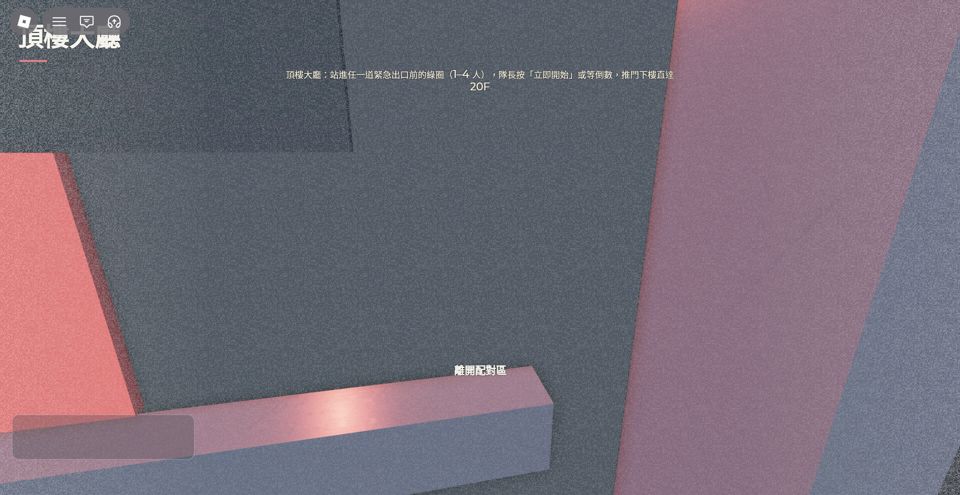 頂樓大廳
頂樓大廳：站進任一道緊急出口前的綠圈（1–4 人），隊長按「立即開始」或等倒數，推門下樓直達
20F
離開配對區